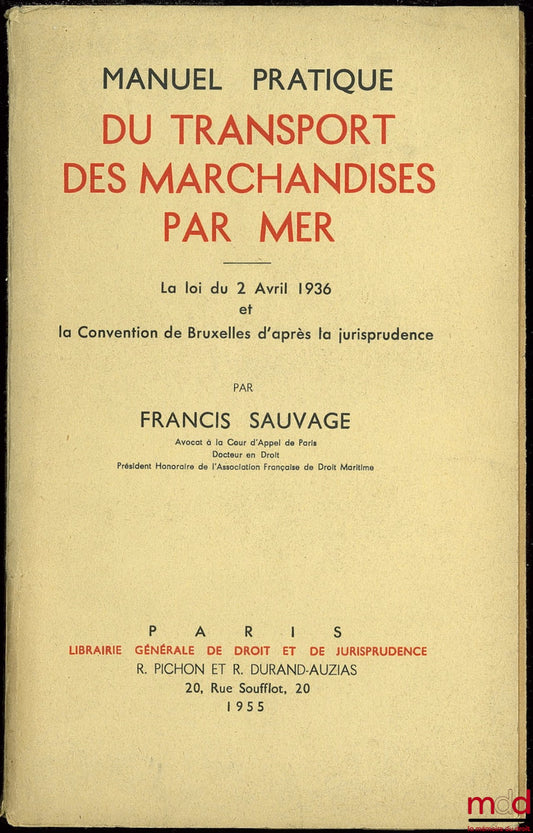 MANUEL PRATIQUE
DU TRANSPORT
DES MARCHANDISES
PAR MER
La loi du 2 Avril 1936
et
la Convention de Bruxelles d'après la jurisprudence
PAR
FRANCIS SAUVAGE
Avocat à la Cour d'Appel de Paris
Docteur en Droit
Président Honoraire de l'Association Française de Droit Maritime
PARIS
LIBRAIRIE GÉNÉRALE DE DROIT ET DE JURISPRUDENCE
R. PICHON ET R. DURAND-AUZIAS
20, Rue Soufflot, 20
1955
mdd